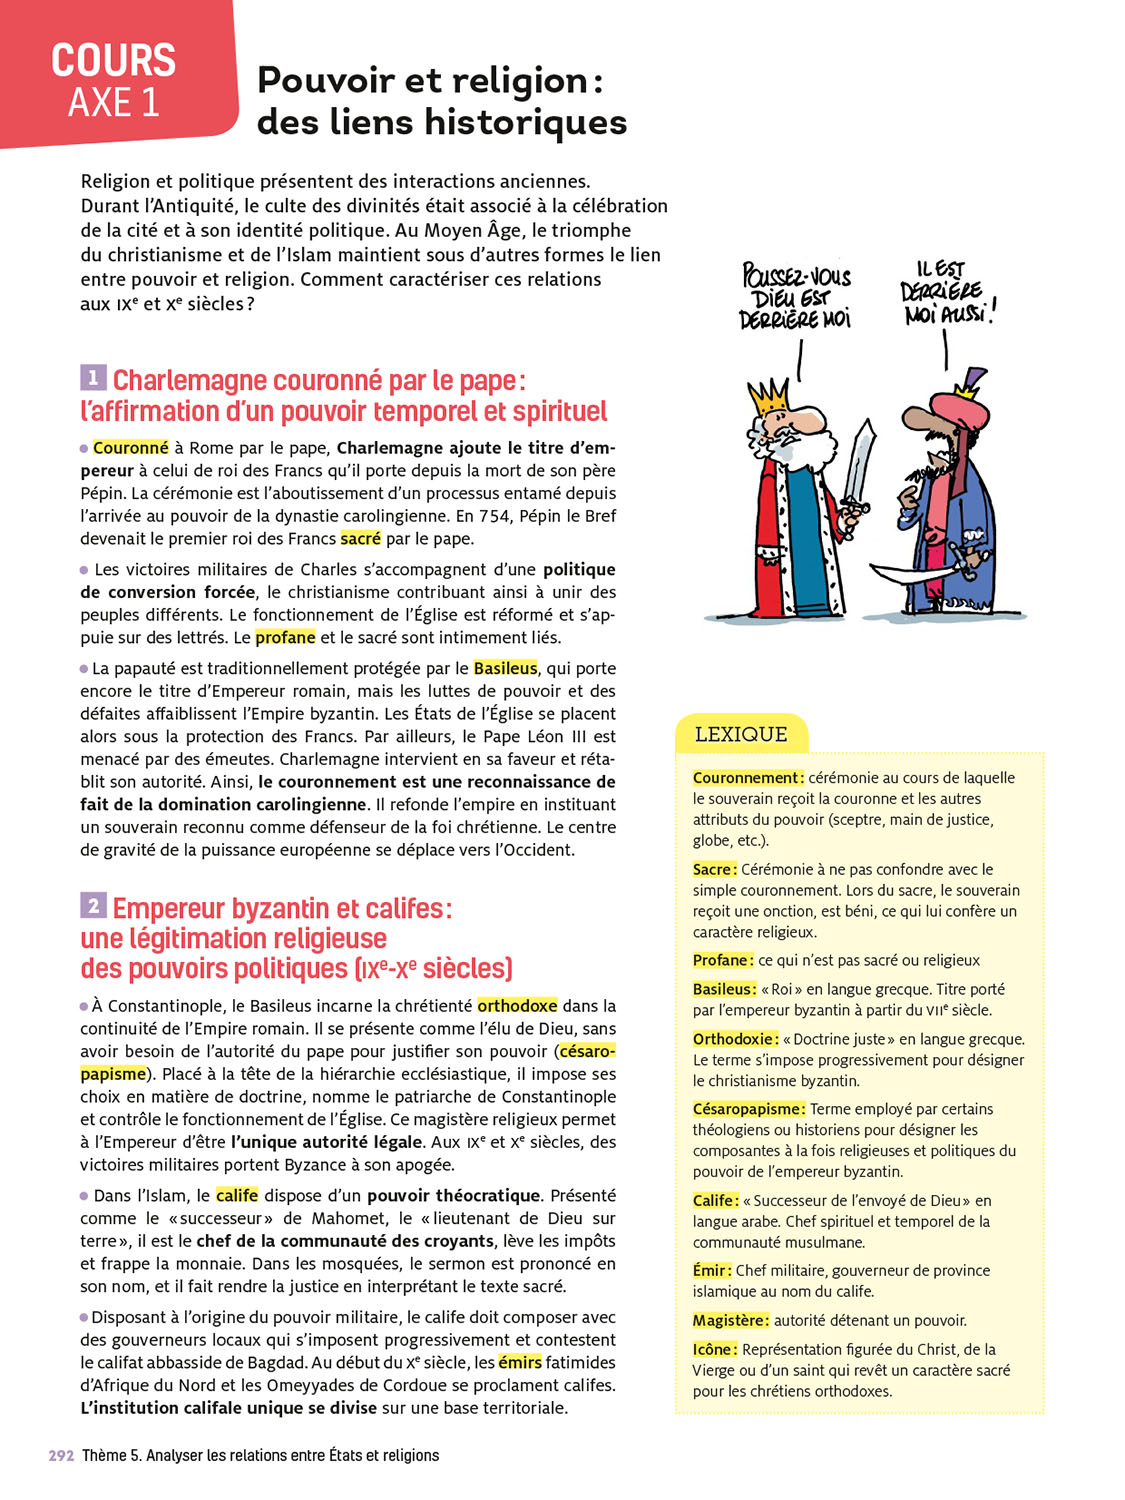 COURS
AXE 1
Pouvoir et religion :
des liens historiques
Religion et politique présentent des interactions anciennes.
Durant l’Antiquité, le culte des divinités était associé à la célébration
de la cité et à son identité politique. Au Moyen Âge, le triomphe
du christianisme et de l’Islam maintient sous d’autres formes le lien
entre pouvoir et religion. Comment caractériser ces relations
aux IXe et Xe siècles ?
POUSSEZ-VOUS
DIEU EST
DERRIÈRE MOI
IL EST
DERRIÈRE
MOI AUSSI !
1 Charlemagne couronné par le pape :
l’affirmation d’un pouvoir temporel et spirituel
• Couronné à Rome par le pape, Charlemagne ajoute le titre d’em-
pereur à celui de roi des Francs qu’il porte depuis la mort de son père
Pépin. La cérémonie est l’aboutissement d’un processus entamé depuis
l’arrivée au pouvoir de la dynastie carolingienne. En 754, Pépin le Bref
devenait le premier roi des Francs sacré par le pape.
• Les victoires militaires de Charles s’accompagnent d’une politique
de conversion forcée, le christianisme contribuant ainsi à unir des
peuples différents. Le fonctionnement de l’Église est réformé et s’ap-
puie sur des lettrés. Le profane et le sacré sont intimement liés.
• La papauté est traditionnellement protégée par le Basileus, qui porte
encore le titre d’Empereur romain, mais les luttes de pouvoir et des
défaites affaiblissent l’Empire byzantin. Les États de l’Église se placent
alors sous la protection des Francs. Par ailleurs, le Pape Léon III est
menacé par des émeutes. Charlemagne intervient en sa faveur et réta-
blit son autorité. Ainsi, le couronnement est une reconnaissance de
fait de la domination carolingienne. Il refonde l’empire en instituant
un souverain reconnu comme défenseur de la foi chrétienne. Le centre
de gravité de la puissance européenne se déplace vers l’Occident.
2 Empereur byzantin et califes :
une légitimation religieuse
des pouvoirs politiques (IXe-Xe siècles)
• À Constantinople, le Basileus incarne la chrétienté orthodoxe dans la
continuité de l’Empire romain. Il se présente comme l’élu de Dieu, sans
avoir besoin de l’autorité du pape pour justifier son pouvoir (césaro-
papisme). Placé à la tête de la hiérarchie ecclésiastique, il impose ses
choix en matière de doctrine, nomme le patriarche de Constantinople
et contrôle le fonctionnement de l’Église. Ce magistère religieux permet
à l’Empereur d’être l’unique autorité légale. Aux IXe et Xe siècles, des
victoires militaires portent Byzance à son apogée.
• Dans l’Islam, le calife dispose d’un pouvoir théocratique. Présenté
comme le « successeur » de Mahomet, le « lieutenant de Dieu sur
terre », il est le chef de la communauté des croyants, lève les impôts
et frappe la monnaie. Dans les mosquées, le sermon est prononcé en
son nom, et il fait rendre la justice en interprétant le texte sacré.
• Disposant à l’origine du pouvoir militaire, le calife doit composer avec
des gouverneurs locaux qui s’imposent progressivement et contestent
le califat abbasside de Bagdad. Au début du Xe siècle, les émirs fatimides
d’Afrique du Nord et les Omeyyades de Cordoue se proclament califes.
L’institution califale unique se divise sur une base territoriale.
LEXIQUE
Couronnement : cérémonie au cours de laquelle
le souverain reçoit la couronne et les autres
attributs du pouvoir (sceptre, main de justice,
globe, etc.).
Sacre : Cérémonie à ne pas confondre avec le
simple couronnement. Lors du sacre, le souverain
reçoit une onction, est béni, ce qui lui confère un
caractère religieux.
Profane : ce qui n’est pas sacré ou religieux
Basileus : « Roi » en langue grecque. Titre porté
par l’empereur byzantin à partir du VIIe siècle.
Orthodoxie : « Doctrine juste » en langue grecque.
Le terme s’impose progressivement pour désigner
le christianisme byzantin.
Césaropapisme : Terme employé par certains
théologiens ou historiens pour désigner les
composantes à la fois religieuses et politiques du
pouvoir de l’empereur byzantin.
Calife : « Successeur de l’envoyé de Dieu » en
langue arabe. Chef spirituel et temporel de la
communauté musulmane.
Émir : Chef militaire, gouverneur de province
islamique au nom du calife.
Magistère : autorité détenant un pouvoir.
Icône : Représentation figurée du Christ, de la
Vierge ou d’un saint qui revêt un caractère sacré
pour les chrétiens orthodoxes.
292 Thème 5. Analyser les relations entre États et religions